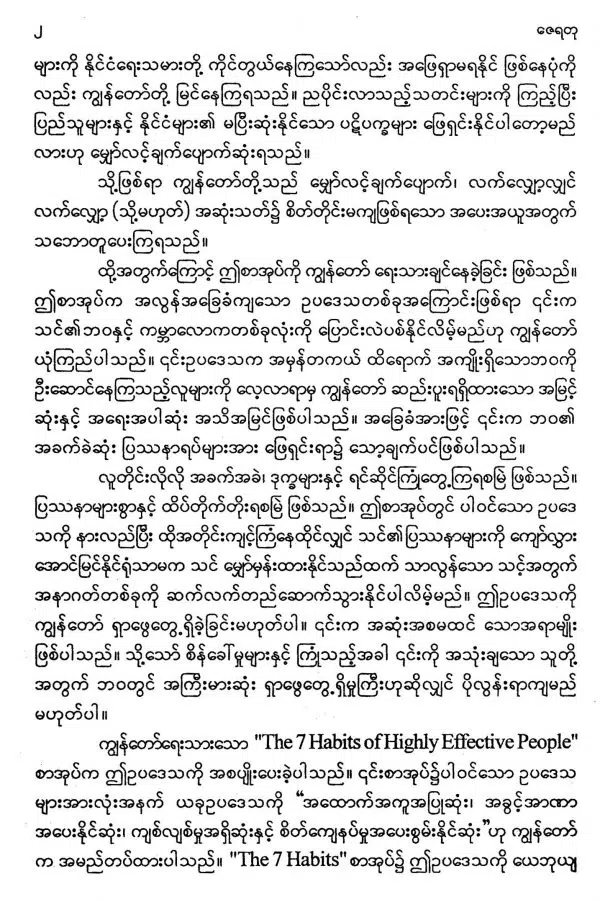 ၂ ဇေရတု
များကို နိုင်ငံရေးသမားတို့ ကိုင်တွယ်နေကြသော်လည်း အဖြေရှာမရနိုင် ဖြစ်နေပုံကို
လည်း ကျွန်တော်တို့ မြင်နေကြရသည်။ ညပိုင်းလာသည့်သတင်းများကို ကြည့်ပြီး
ပြည်သူများနှင့် နိုင်ငံများ၏ မပြီးဆုံးနိုင်သော ပဋိပက္ခများ ဖြေရှင်းနိုင်ပါတော့မည်
လားဟု မျှော်လင့်ချက်ပျောက်ဆုံးရသည်။
သို့ဖြစ်ရာ ကျွန်တော်တို့သည် မျှော်လင့်ချက်ပျောက်၊ လက်လျှော့လျှင်
လက်လျှော့ (သို့မဟုတ်) အဆုံးသတ်၌ စိတ်တိုင်းမကျဖြစ်ရသော အပေးအယူအတွက်
သဘောတူပေးကြရသည်။
ထို့အတွက်ကြောင့် ဤစာအုပ်ကို ကျွန်တော် ရေးသားချင်နေခဲ့ခြင်း ဖြစ်သည်။
ဤစာအုပ်က အလွန်အခြေခံကျသော ဥပဒေသတစ်ခုအကြောင်းဖြစ်ရာ ၎င်းက
သင်၏ဘဝနှင့် ကမ္ဘာလောကတစ်ခုလုံးကို ပြောင်းလဲပစ်နိုင်လိမ့်မည်ဟု ကျွန်တော်
ယုံကြည်ပါသည်။ ၎င်းဥပဒေသက အမှန်တကယ် ထိရောက် အကျိုးရှိသောဘဝကို
ဦးဆောင်နေကြသည့်လူများကို လေ့လာရာမှ ကျွန်တော် ဆည်းပူးရရှိထားသော အမြင့်
ဆုံးနှင့် အရေးအပါဆုံး အသိအမြင်ဖြစ်ပါသည်။ အခြေခံအားဖြင့် ၎င်းက ဘဝ၏
အခက်ခဲဆုံး ပြဿနာရပ်များအား ဖြေရှင်းရာ၌ သော့ချက်ပင်ဖြစ်ပါသည်။
လူတိုင်းလိုလို အခက်အခဲ၊ ဒုက္ခများနှင့် ရင်ဆိုင်ကြုံတွေ့ကြရစမြဲ ဖြစ်သည်။
ပြဿနာများစွာနှင့် ထိပ်တိုက်တိုးရစမြဲ ဖြစ်သည်။ ဤစာအုပ်တွင် ပါဝင်သော ဥပဒေ
သကို နားလည်ပြီး ထိုအတိုင်းကျင့်ကြံနေထိုင်လျှင် သင်၏ပြဿနာများကို ကျော်လွှား
အောင်မြင်နိုင်ရုံသာမက သင် မျှော်မှန်းထားနိုင်သည်ထက် သာလွန်သော သင့်အတွက်
အနာဂတ်တစ်ခုကို ဆက်လက်တည်ဆောက်သွားနိုင်ပါလိမ့်မည်။ ဤဥပဒေသကို
ကျွန်တော် ရှာဖွေတွေ့ရှိခဲ့ခြင်းမဟုတ်ပါ။ ၎င်းက အဆုံးအစမထင် သောအရာမျိုး
ဖြစ်ပါသည်။ သို့သော် စိန်ခေါ်မှုများနှင့် ကြုံသည့်အခါ ၎င်းကို အသုံးချသော သူတို့
အတွက် ဘဝတွင် အကြီးမားဆုံး ရှာဖွေတွေ့ရှိမှုကြီးဟုဆိုလျှင် ပိုလွန်းရာကျမည်
မဟုတ်ပါ။
ကျွန်တော်ရေးသားသော "The 7 Habits of Highly Effective People"
စာအုပ်က ဤဥပဒေသကို အစပျိုးပေးခဲ့ပါသည်။ ၎င်းစာအုပ်၌ပါဝင်သော ဥပဒေသ
များအားလုံးအနက် ယခုဥပဒေသကို “အထောက်အကူအပြုဆုံး၊ အခွင့်အာဏာ
အပေးနိုင်ဆုံး၊ ကျစ်လျစ်မှုအရှိဆုံးနှင့် စိတ်ကျေနပ်မှုအပေးစွမ်းနိုင်ဆုံး”ဟု ကျွန်တော်
က အမည်တပ်ထားပါသည်။ "The 7 Habits" စာအုပ်၌ ဤဥပဒေသကို ယေဘုယျ